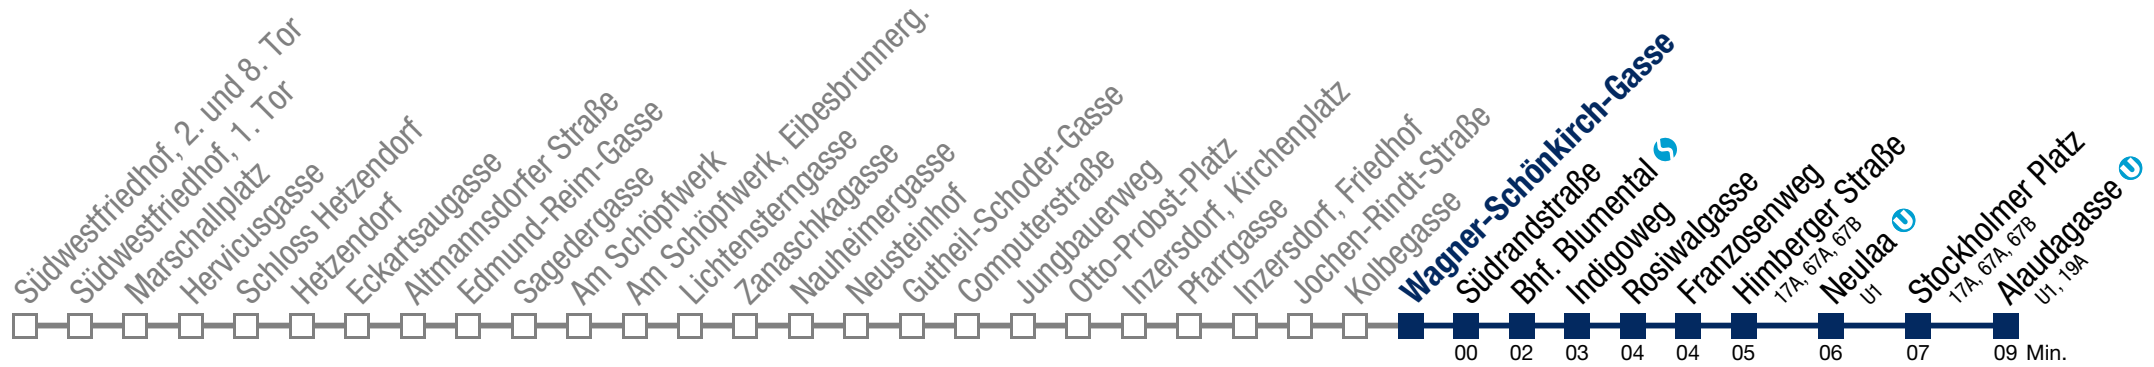 Südwestfriedhof, 2. und 8. Tor
Südwestfriedhof, 1. Tor
Marschallplatz
Hervicusgasse
Schloss Hetzendorf
Hetzendorf
Eckartsaugasse
Altmannsdorfer Straße
Edmund-Reim-Gasse
Sagedergasse
Am Schöpfwerk
Am Schöpfwerk, Eibesbrunnerg.
Lichtensterngasse
Zanaschkagasse
Nauheimergasse
Neusteinhof
Gutheil-Schoder-Gasse
Computerstraße
Jungbauerweg
Otto-Probst-Platz
Inzersdorf, Kirchenplatz
Pfarrgasse
Inzersdorf, Friedhof
Jochen-Rindt-Straße
Kolbegasse
Wagner-Schönkirch-Gasse
Südrandstraße
Bhf. Blumental S
Indigoweg
Rosiwalgasse
Franzosenweg
Himberger Straße
17A, 67A, 67B
Neulaa U
U1
Stockholmer Platz
17A, 67A, 67B
Alaudagasse U
U1, 19A
00 02 03 04 04 05 06 07 09 Min.